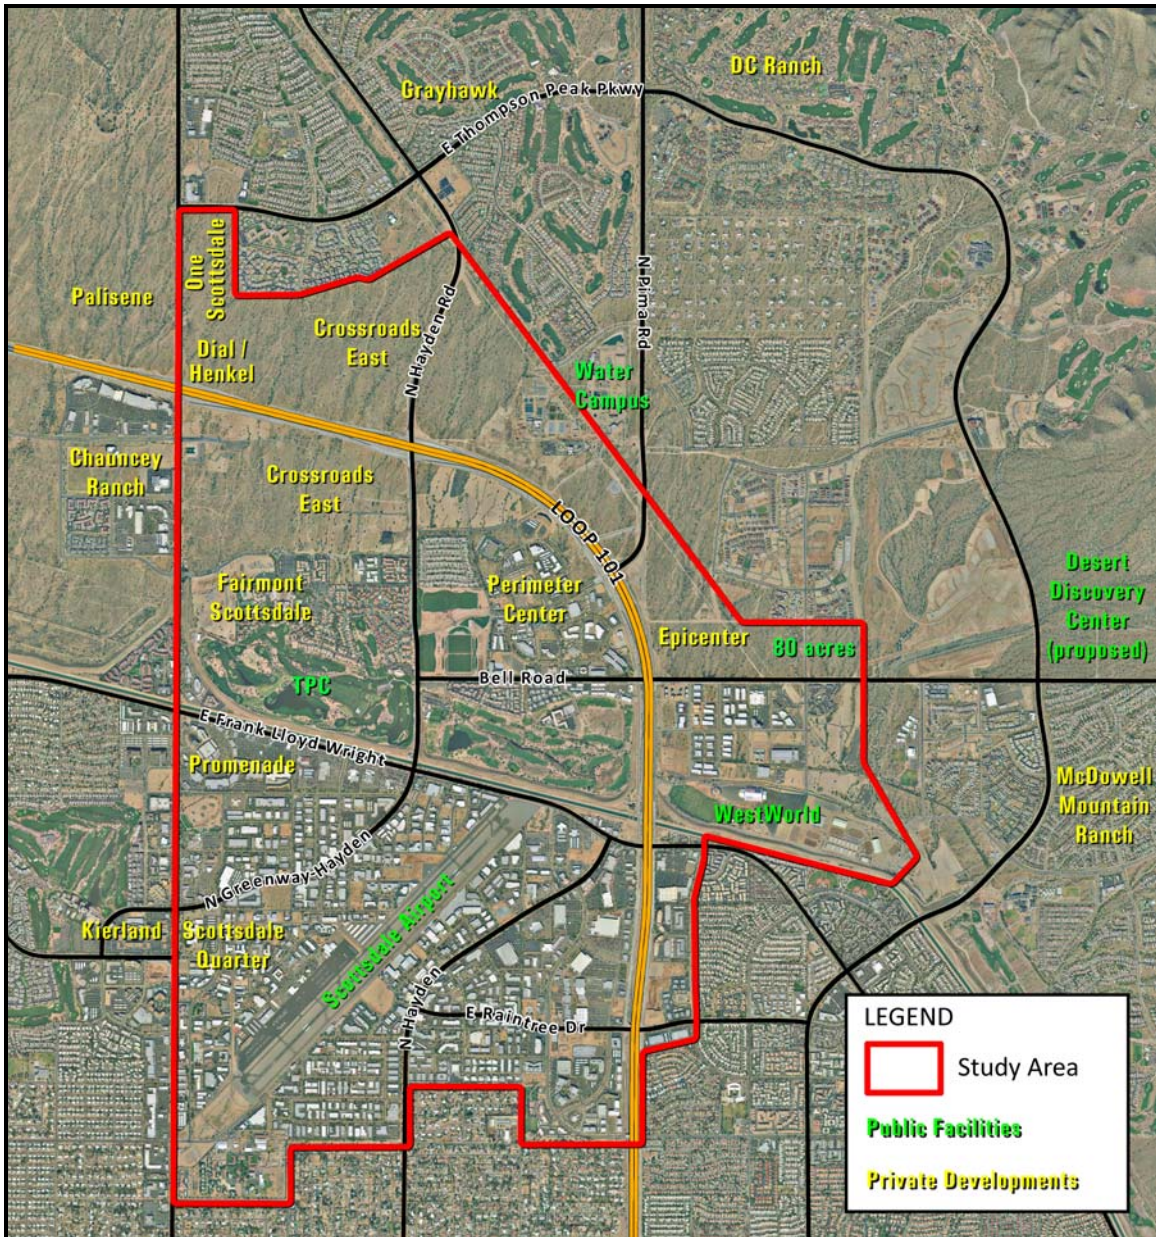 DC Ranch
Grayhawk
E Thompson Peak Pkwy
One
Scottsdale
Palisene
N Pima Rd
Crossroads
East
N Hayden Rd
Dial /
Henkel
Water
Campus
Chauncey
Ranch
Crossroads
East
LOOP 101
Fairmont
Scottsdale
Perimeter
Center
Desert
Discovery
Center
(proposed)
Epicenter
80 acres
TPC
Bell Road
E Frank Lloyd Wright
Promenade
McDowell
Mountain
Ranch
WestWorld
N Greenway-Hayden
Scottsdale Airport
Kierland
Scottsdale
Quarter
N Hayden
E Raintree Dr
LEGEND
Study Area
Public Facilities
Private Developments